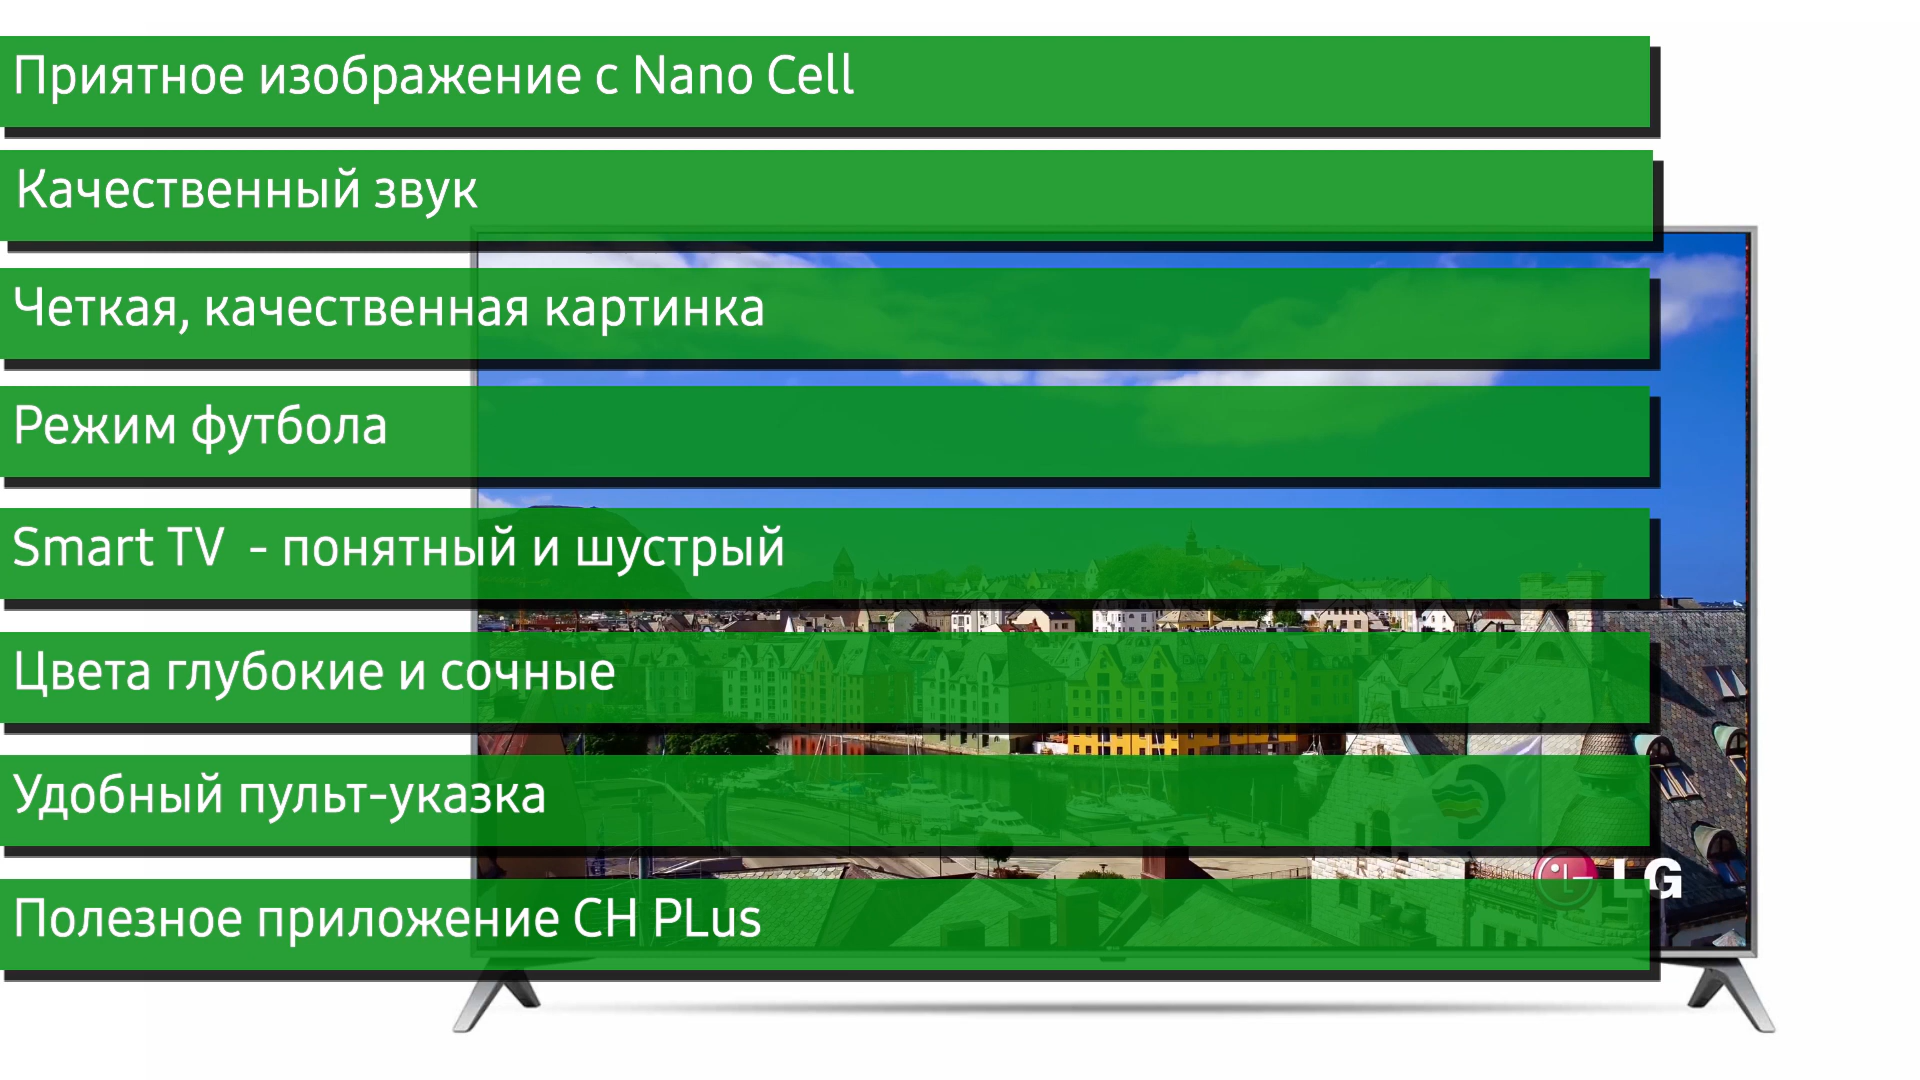 Приятное изображение с Nano Cell
Качественный звук
Четкая, качественная картинка
Режим футбола
Smart TV - понятный и шустрый
Цвета глубокие и сочные
Удобный пульт-указка
LG
Полезное приложение CH PLus